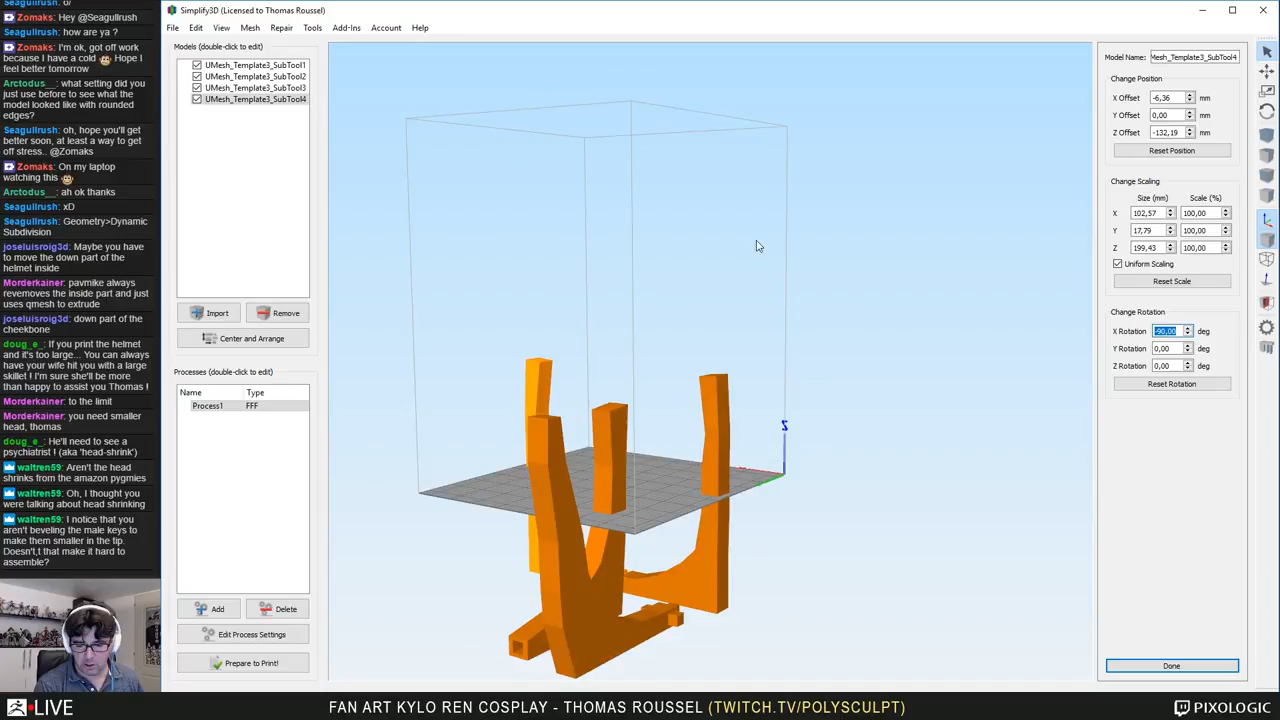 Seagullrush: o/
Zomaks: Hey @Seagullrush
Seagullrush: how are ya ?
Zomaks: I'm ok, got off work
because I have a cold Hope I
feel better tomorrow
Arctodus__: what setting did you
just use before to see what the
model looked like with rounded
edges?
Seagullrush: oh, hope you'll get
better soon, at least a way to get
off stress.. @Zomaks
Zomaks: On my laptop
watching this
Arctodus__: ah ok thanks
Seagullrush: xD
Seagullrush: Geometry>Dynamic
Subdivision
joseluisroig3d: Maybe you have
to move the down part of the
helmet inside
Morderkainer: pavmike always
revemoves the inside part and just
uses qmesh to extrude
joseluisroig3d: down part of the
cheekbone
doug_e_: If you print the helmet
and it's too large... You can always
have your wife hit you with a large
skillet! I'm sure she'll be more
than happy to assist you Thomas !
Morderkainer: to the limit
Morderkainer: you need smaller
head, thomas
doug_e_: He'll need to see a
psychiatrist ! (aka 'head-shrink')
waltren59: Aren't the head
shrinks from the amazon pygmies
waltren59: Oh, I thought you
were talking about head shrinking
waltren59: I notice that you
aren't beveling the male keys to
make them smaller in the tip.
Doesn,t that make it hard to
assemble?
Simplify3D (Licensed to Thomas Roussel)
File Edit View Mesh Repair Tools Add-Ins Account Help
Models (double-click to edit)
UMesh_Template3_SubTool1
UMesh_Template3_SubTool2
UMesh_Template3_SubTool3
UMesh_Template3_SubTool4
Import Remove
Center and Arrange
Processes (double-click to edit)
Name Type
Process1 FFF
Add Delete
Edit Process Settings
Prepare to Print!
Z
Model Name: Mesh_Template3_SubTool4
Change Position
X Offset -6,36 mm
Y Offset 0,00 mm
Z Offset -132,19 mm
Reset Position
Change Scaling
Size (mm) Scale (%)
X 102,57 100,00
Y 17,79 100,00
Z 199,43 100,00
Uniform Scaling
Reset Scale
Change Rotation
X Rotation -90,00 deg
Y Rotation 0,00 deg
Z Rotation 0,00 deg
Reset Rotation
Done
LIVE FAN ART KYLO REN COSPLAY - THOMAS ROUSSEL (TWITCH.TV/POLYSCULPT) PIXOLOGIC